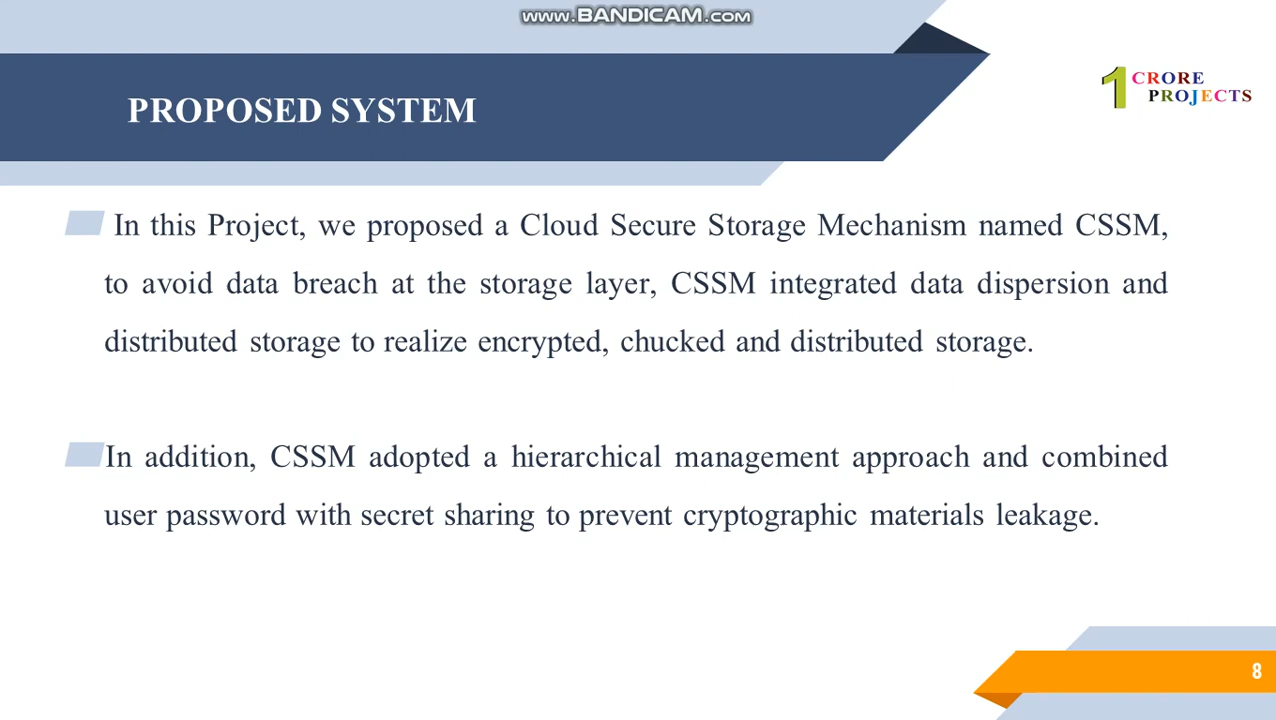 WWW.BANDICAM.COM
1 CRORE
PROJECTS
PROPOSED SYSTEM
In this Project, we proposed a Cloud Secure Storage Mechanism named CSSM,
to avoid data breach at the storage layer, CSSM integrated data dispersion and
distributed storage to realize encrypted, chucked and distributed storage.
In addition, CSSM adopted a hierarchical management approach and combined
user password with secret sharing to prevent cryptographic materials leakage.
8